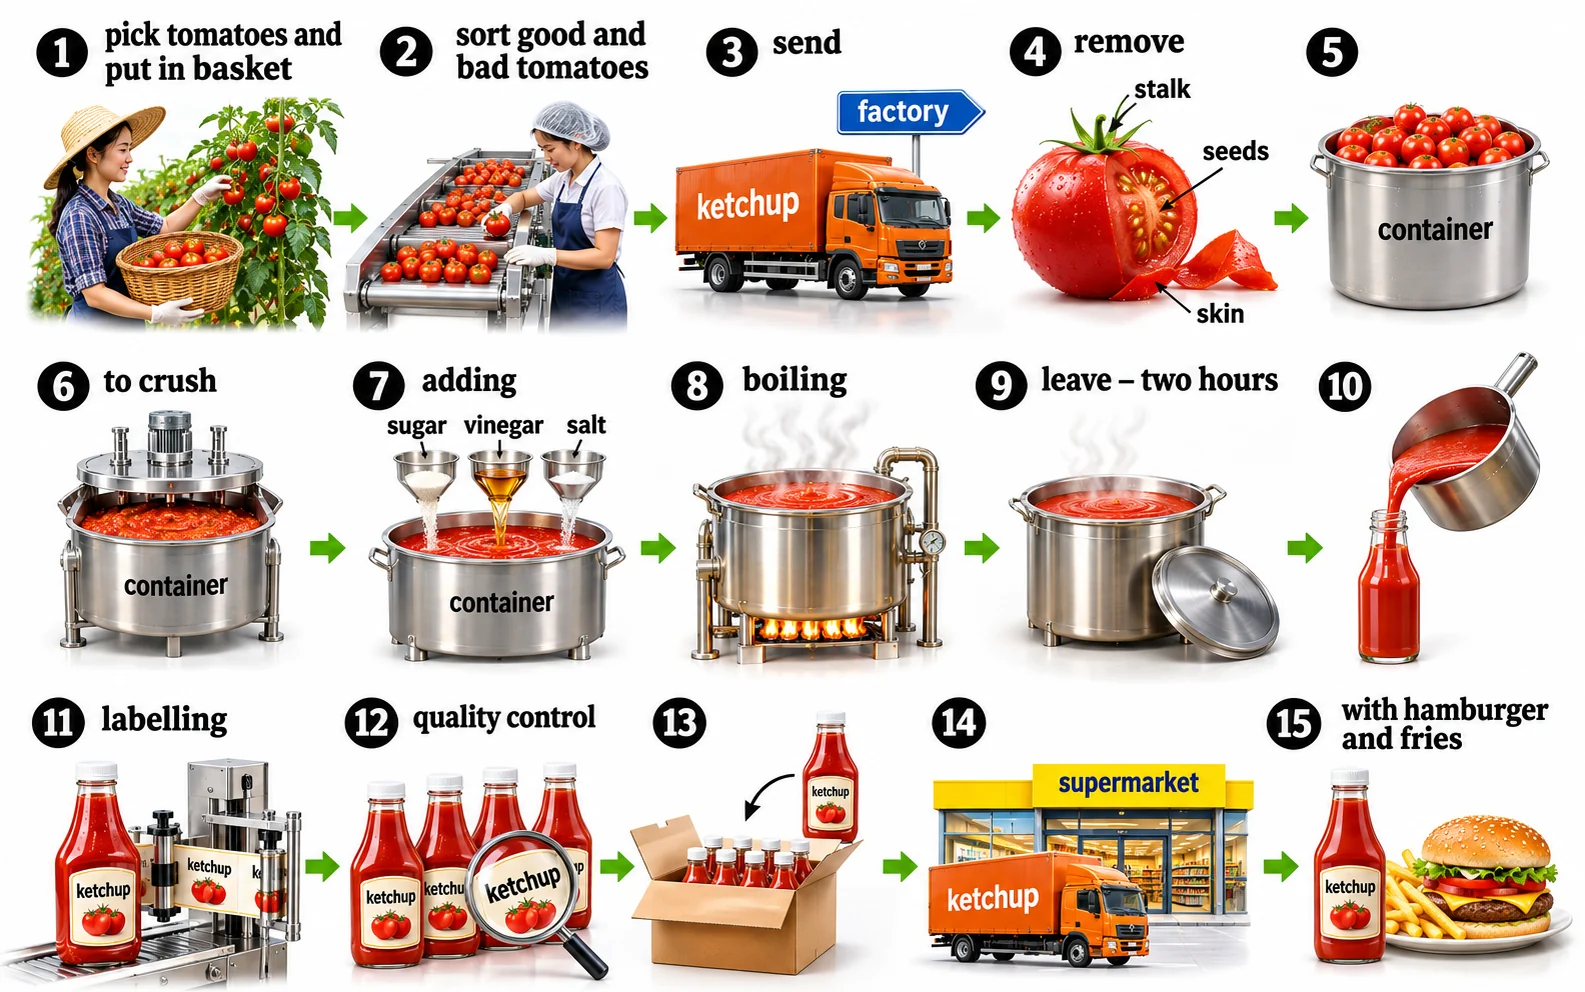 1
pick tomatoes and
put in basket
2
sort good and
bad tomatoes
3
send
factory
ketchup
4
remove
stalk
seeds
skin
5
container
6
to crush
container
7
adding
sugar
vinegar
salt
container
8
boiling
9
leave – two hours
10
11
labelling
ketchup
ketchup
ke
12
quality control
ketchup
ketchu
ketchup
up
13
ketchup
14
supermarket
ketchup
15
with hamburger
and fries
ketchup